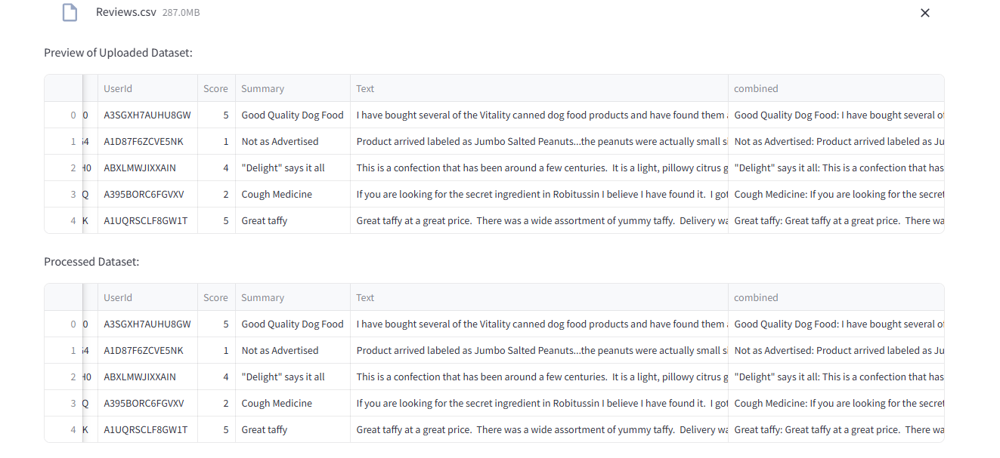 Reviews.csv 287.0MB
Preview of Uploaded Dataset:
UserId Score Summary Text combined
0 0 A3SGXH7AUHU8GW 5 Good Quality Dog Food I have bought several of the Vitality canned dog food products and have found them Good Quality Dog Food: I have bought several of
1 64 A1D87F6ZCVE5NK 1 Not as Advertised Product arrived labeled as Jumbo Salted Peanuts...the peanuts were actually small Not as Advertised: Product arrived labeled as Ju
2 H0 ABXLMWJIXXAIN 4 "Delight" says it all This is a confection that has been around a few centuries. It is a light, pillowy citrus g "Delight" says it all: This is a confection that has
3 Q A395BORC6FGVXV 2 Cough Medicine If you are looking for the secret ingredient in Robitussin I believe I have found it. I got Cough Medicine: If you are looking for the secret
4 K A1UQRSCLF8GW1T 5 Great taffy Great taffy at a great price. There was a wide assortment of yummy taffy. Delivery wa Great taffy: Great taffy at a great price. There wa
Processed Dataset:
UserId Score Summary Text combined
0 0 A3SGXH7AUHU8GW 5 Good Quality Dog Food I have bought several of the Vitality canned dog food products and have found them Good Quality Dog Food: I have bought several of
1 64 A1D87F6ZCVE5NK 1 Not as Advertised Product arrived labeled as Jumbo Salted Peanuts...the peanuts were actually small Not as Advertised: Product arrived labeled as Ju
2 H0 ABXLMWJIXXAIN 4 "Delight" says it all This is a confection that has been around a few centuries. It is a light, pillowy citrus g "Delight" says it all: This is a confection that has
3 Q A395BORC6FGVXV 2 Cough Medicine If you are looking for the secret ingredient in Robitussin I believe I have found it. I got Cough Medicine: If you are looking for the secret
4 K A1UQRSCLF8GW1T 5 Great taffy Great taffy at a great price. There was a wide assortment of yummy taffy. Delivery wa Great taffy: Great taffy at a great price. There wa